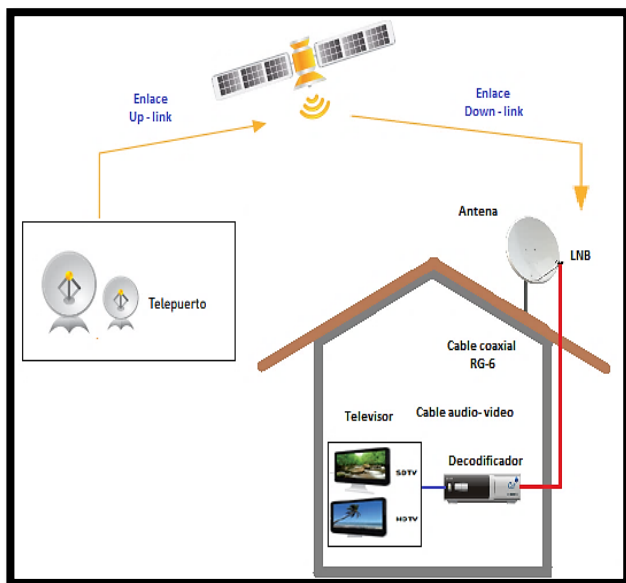 Enlace
Up - link
Enlace
Down - link
Antena
LNB
Telepuerto
Cable coaxial
RG-6
Televisor
Cable audio- video
Decodificador
SDTV
HDTV